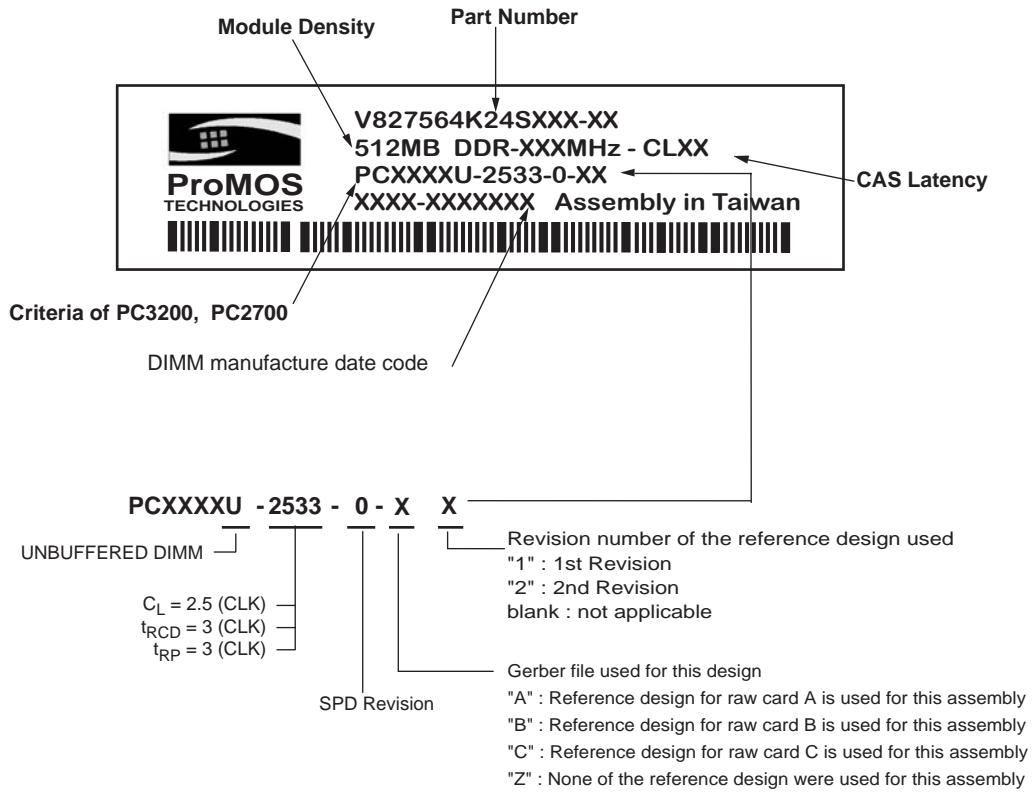 Module Density
Part Number
V827564K24SXXX-XX
512MB DDR-XXXMHz - CLXX
PCXXXXU-2533-0-XX
XXXX-XXXXXXX Assembly in Taiwan
ProMOS
TECHNOLOGIES
CAS Latency
Criteria of PC3200, PC2700
DIMM manufacture date code
PCXXXXU - 2533 - 0 - X X
UNBUFFERED DIMM
CL = 2.5 (CLK)
tRCD = 3 (CLK)
tRP = 3 (CLK)
SPD Revision
Revision number of the reference design used
"1" : 1st Revision
"2" : 2nd Revision
blank : not applicable
Gerber file used for this design
"A" : Reference design for raw card A is used for this assembly
"B" : Reference design for raw card B is used for this assembly
"C" : Reference design for raw card C is used for this assembly
"Z" : None of the reference design were used for this assembly